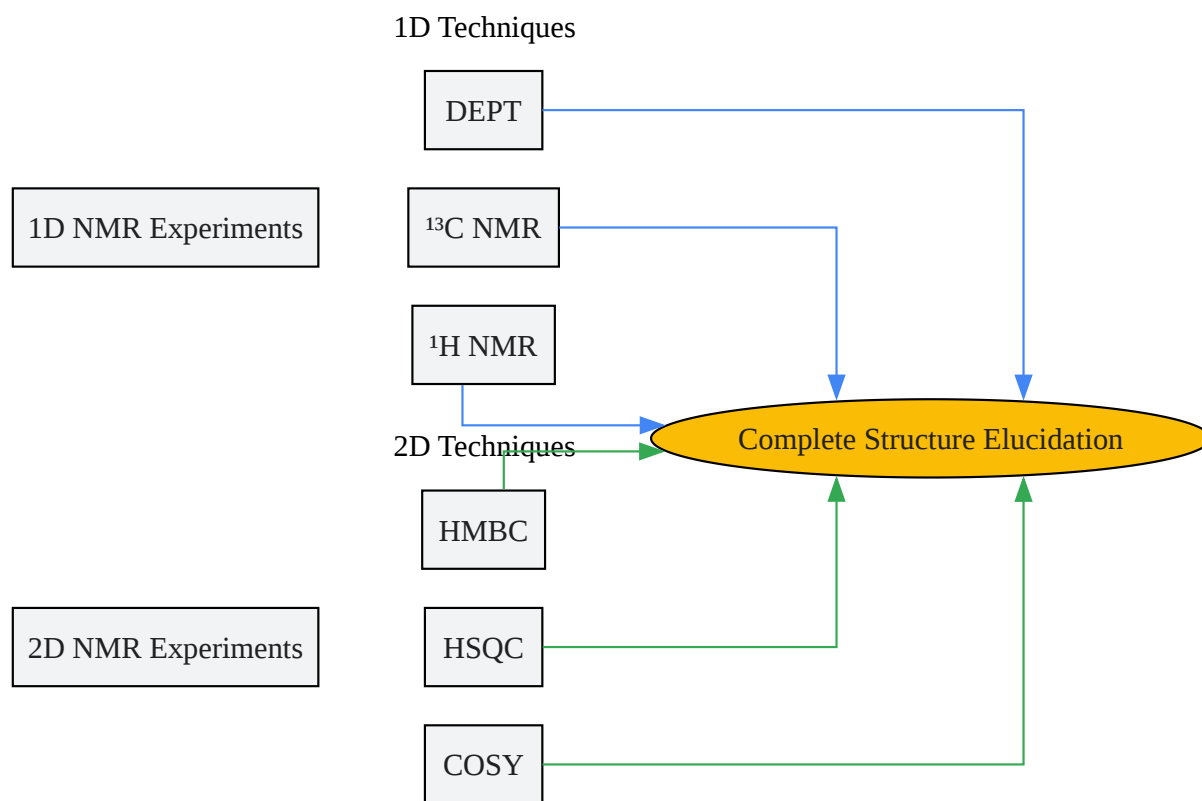 1D Techniques
DEPT
1D NMR Experiments
¹³C NMR
¹H NMR
Complete Structure Elucidation
2D Techniques
HMBC
2D NMR Experiments
HSQC
COSY